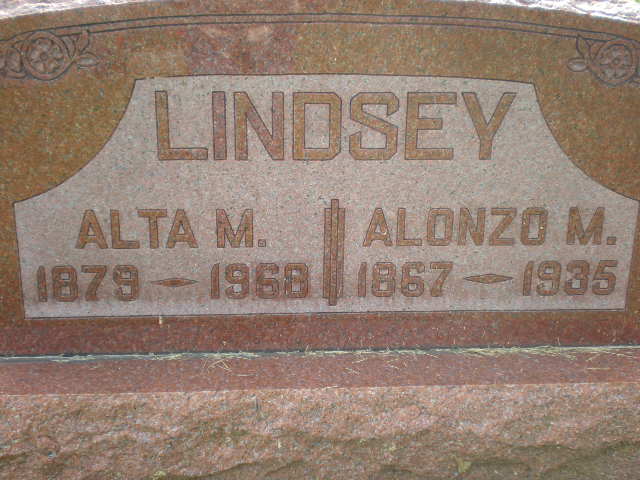 LINDSEY
ALTA M. ALONZO M.
1879 - 1968 1867 - 1935